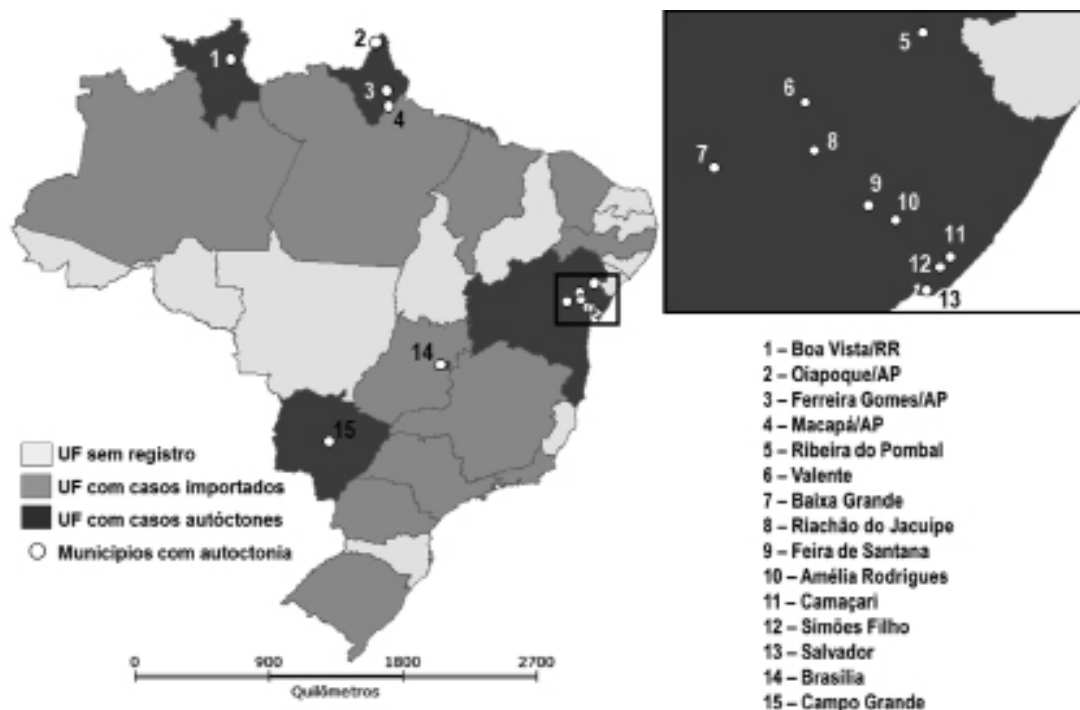 1
2
3
4
14
15
5
6
7
8
9
10
11
12
13
UF sem registro
UF com casos importados
UF com casos autóctones
Municípios com autoctonia
0 900 1800 2700
Quilômetros
1 – Boa Vista/RR
2 – Oiapoque/AP
3 – Ferreira Gomes/AP
4 – Macapá/AP
5 – Ribeira do Pombal
6 – Valente
7 – Baixa Grande
8 – Riachão do Jacuípe
9 – Feira de Santana
10 – Amélia Rodrigues
11 – Camaçari
12 – Simões Filho
13 – Salvador
14 – Brasília
15 – Campo Grande